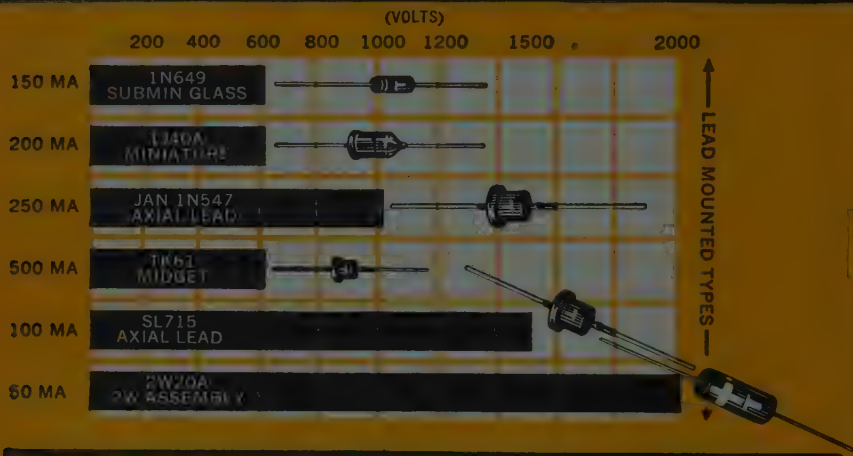 (VOLTS)
200 400 600 800 1000 1200 1500 2000
150 MA
1N649
SUBMIN GLASS
200 MA
1340A
MINIATURE
250 MA
JAN 1N547
AXIAL LEAD
500 MA
TK61
MIDGET
100 MA
SL715
AXIAL LEAD
50 MA
2W20A
2W ASSEMBLY
LEAD MOUNTED TYPES